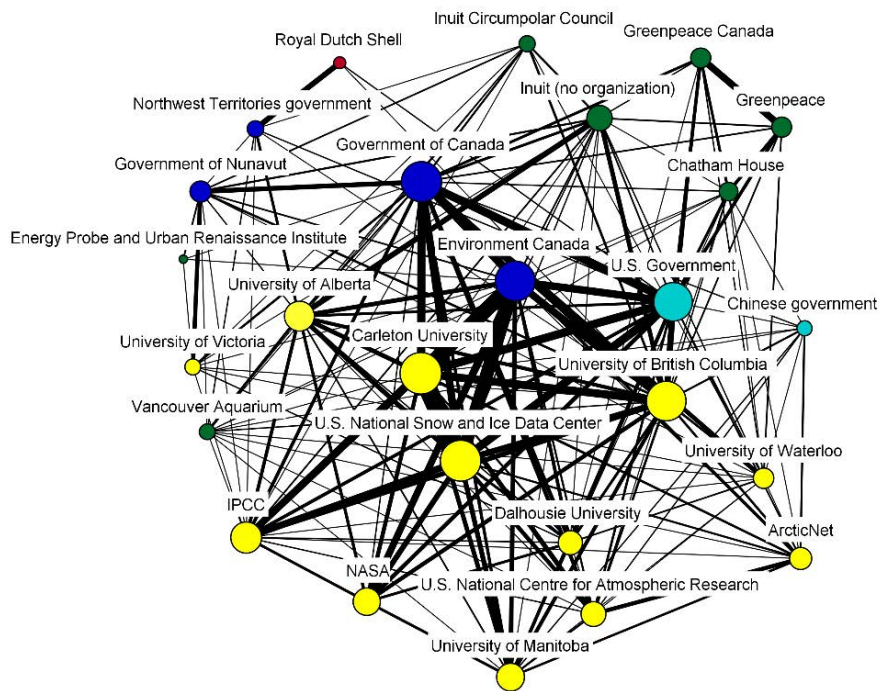 Inuit Circumpolar Council
Greenpeace Canada
Royal Dutch Shell
Inuit (no organization)
Greenpeace
Northwest Territories government
Government of Canada
Government of Nunavut
Chatham House
Energy Probe and Urban Renaissance Institute
Environment Canada
U.S. Government
University of Alberta
Chinese government
Carleton University
University of Victoria
University of British Columbia
Vancouver Aquarium
U.S. National Snow and Ice Data Center
University of Waterloo
IPCC
Dalhousie University
ArcticNet
NASA
U.S. National Centre for Atmospheric Research
University of Manitoba